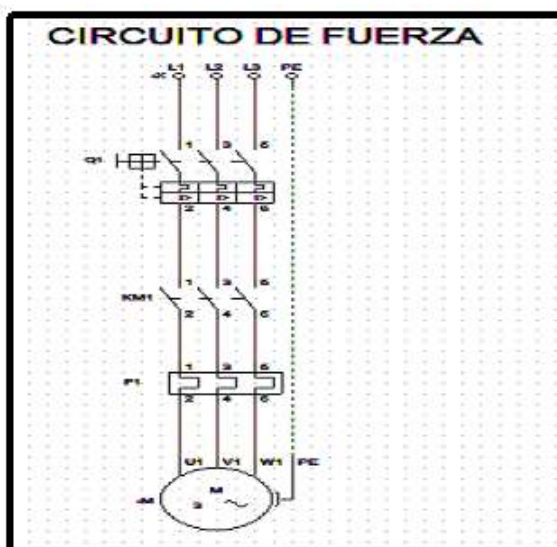 CIRCUITO DE FUERZA
L1 L2 L3 PE
-X
1 3 5
Q1
2 4 6
1 3 5
KM1
2 4 6
1 3 5
F1
2 4 6
U1 V1 W1 PE
-M
M
3